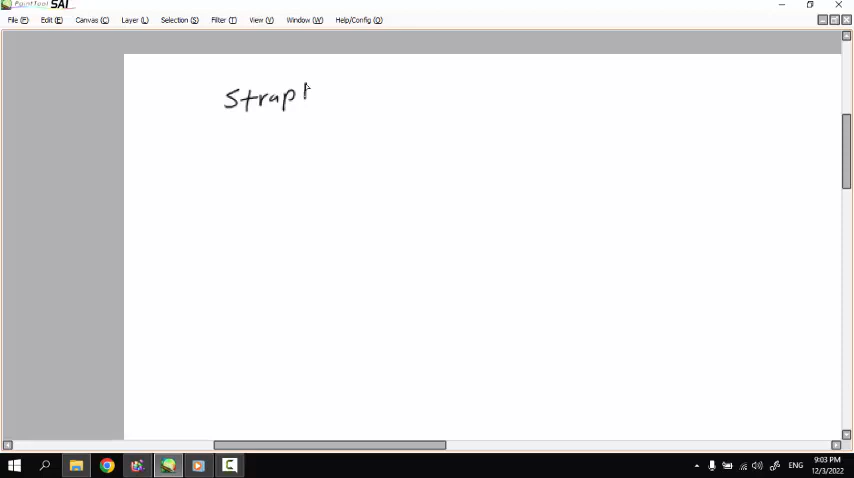 PaintTool SAI
File (F) Edit (E) Canvas (C) Layer (L) Selection (S) Filter (T) View (V) Window (W) Help/Config (O)
Strap
ENG
9:03 PM
12/3/2022